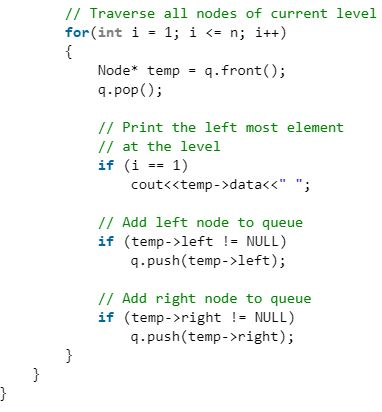 // Traverse all nodes of current level
for(int i = 1; i <= n; i++)
{
Node* temp = q.front();
q.pop();
// Print the left most element
// at the level
if (i == 1)
cout<<temp->data<<" ";
// Add left node to queue
if (temp->left != NULL)
q.push(temp->left);
// Add right node to queue
if (temp->right != NULL)
q.push(temp->right);
}
}
}